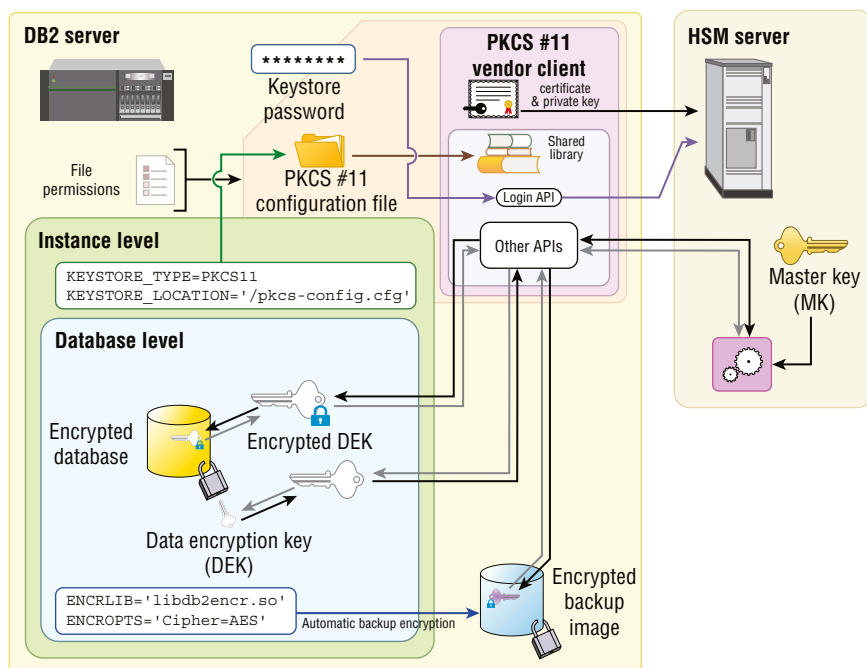 DB2 server
********
Keystore
password
PKCS #11
vendor client
certificate
& private key
HSM server
File
permissions
PKCS #11
configuration file
Shared
library
Login API
Other APIs
Master key
(MK)
Instance level
KEYSTORE_TYPE=PKCS11
KEYSTORE_LOCATION='/pkcs-config.cfg'
Database level
Encrypted
database
Encrypted DEK
Data encryption key
(DEK)
ENCRLIB='libdb2encr.so'
ENCROPTS='Cipher=AES'
Automatic backup encryption
Encrypted
backup
image